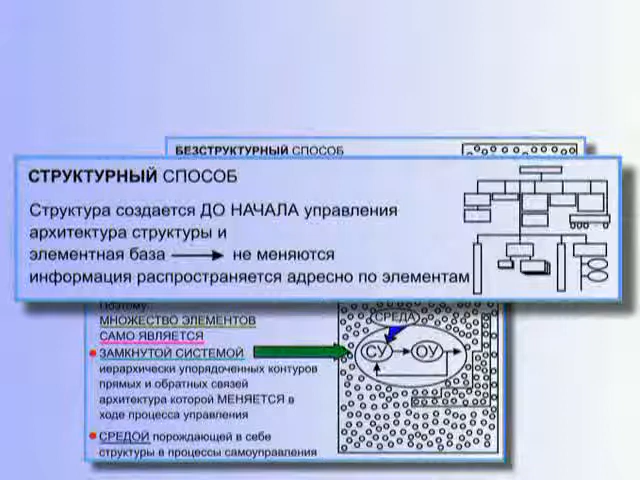 БЕЗСТРУКТУРНЫЙ СПОСОБ
СТРУКТУРНЫЙ СПОСОБ
Структура создается ДО НАЧАЛА управления
архитектура структуры и
элементная база → не меняются
информация распространяется адресно по элементам
Поэтому
МНОЖЕСТВО ЭЛЕМЕНТОВ
САМО ЯВЛЯЕТСЯ
ЗАМКНУТОЙ СИСТЕМОЙ
иерархически упорядоченных контуров
прямых и обратных связей
архитектура которой МЕНЯЕТСЯ в
ходе процесса управления
СРЕДОЙ порождающей в себе
структуры в процессы самоуправления
СРЕДА
СУ
ОУ